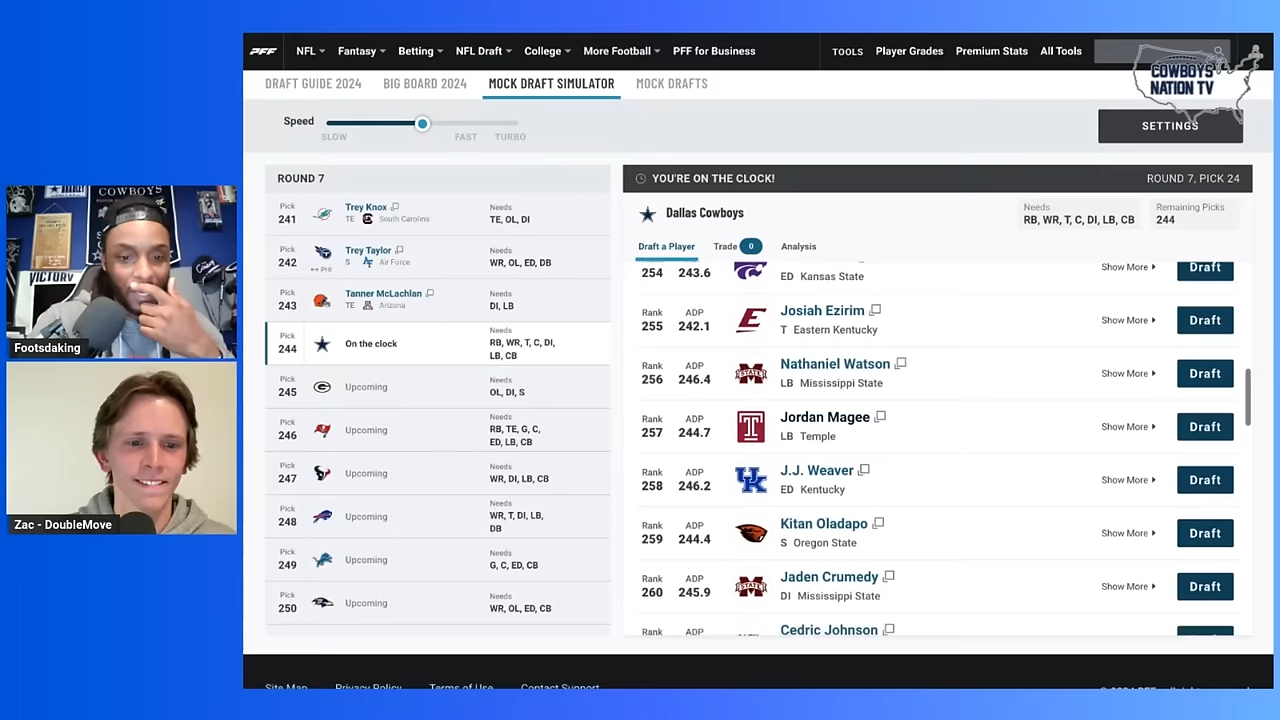 PFF
NFL
Fantasy
Betting
NFL Draft
College
More Football
PFF for Business
TOOLS
Player Grades
Premium Stats
All Tools
COWBOYS
NATION TV
DRAFT GUIDE 2024
BIG BOARD 2024
MOCK DRAFT SIMULATOR
MOCK DRAFTS
Speed
SLOW
FAST
TURBO
SETTINGS
ROUND 7
Pick
241
Trey Knox
TE South Carolina
Needs
TE, OL, DI
Pick
242
PHI
Trey Taylor
S Air Force
Needs
WR, OL, ED, DB
Pick
243
Tanner McLachlan
TE Arizona
Needs
DI, LB
Pick
244
On the clock
Needs
RB, WR, T, C, DI,
LB, CB
Pick
245
Upcoming
Needs
OL, DI, S
Pick
246
Upcoming
Needs
RB, TE, G, C,
ED, LB, CB
Pick
247
Upcoming
Needs
WR, DI, LB, CB
Pick
248
Upcoming
Needs
WR, T, DI, LB,
DB
Pick
249
Upcoming
Needs
G, C, ED, CB
Pick
250
Upcoming
Needs
WR, OL, ED, CB
YOU'RE ON THE CLOCK!
ROUND 7, PICK 24
Dallas Cowboys
Needs
RB, WR, T, C, DI, LB, CB
Remaining Picks
244
Draft a Player
Trade 0
Analysis
254 243.6
ED Kansas State
Show More
Draft
Rank ADP
255 242.1
Josiah Ezirim
T Eastern Kentucky
Show More
Draft
Rank ADP
256 246.4
Nathaniel Watson
LB Mississippi State
Show More
Draft
Rank ADP
257 244.7
Jordan Magee
LB Temple
Show More
Draft
Rank ADP
258 246.2
J.J. Weaver
ED Kentucky
Show More
Draft
Rank ADP
259 244.4
Kitan Oladapo
S Oregon State
Show More
Draft
Rank ADP
260 245.9
Jaden Crumedy
DI Mississippi State
Show More
Draft
Rank ADP
Cedric Johnson
COWBOYS
VICTORY
Footsdaking
Zac - DoubleMove
Site Map
Privacy Policy
Terms of Use
Contact Support